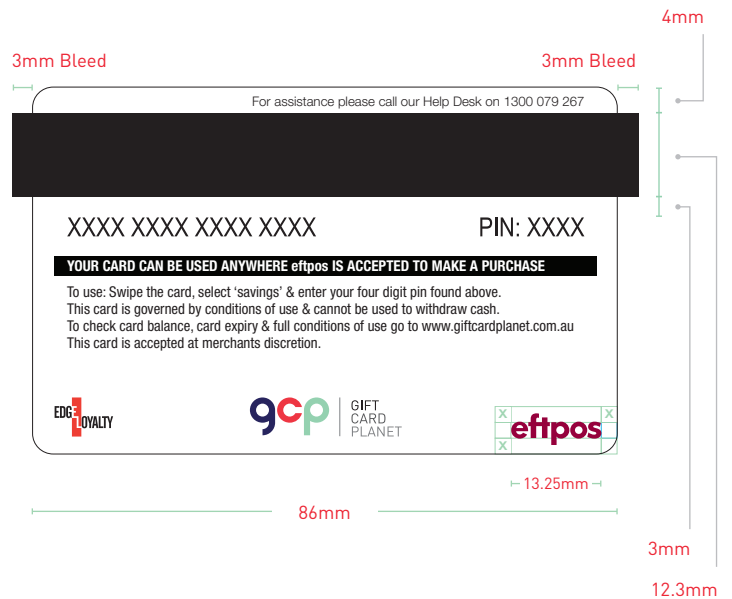 4mm
3mm Bleed
3mm Bleed
For assistance please call our Help Desk on 1300 079 267
XXXX XXXX XXXX XXXX
PIN: XXXX
YOUR CARD CAN BE USED ANYWHERE eftpos IS ACCEPTED TO MAKE A PURCHASE
To use: Swipe the card, select ‘savings’ & enter your four digit pin found above.
This card is governed by conditions of use & cannot be used to withdraw cash.
To check card balance, card expiry & full conditions of use go to www.giftcardplanet.com.au
This card is accepted at merchants discretion.
EDGE
LOYALTY
gcp
GIFT
CARD
PLANET
X
X
eftpos
X
13.25mm
86mm
3mm
12.3mm